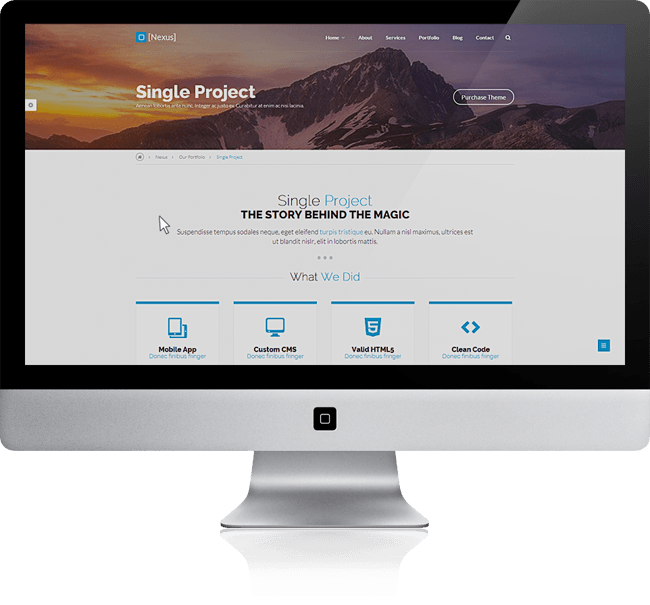 [Nexus] Home About Services Portfolio Blog Contact
Single Project
Aenean lobortis ante nunc. Integer ac justo ex. Curabitur at enim ac nisi lacinia.
Purchase Theme
Nexus > Our Portfolio > Single Project
Single Project
THE STORY BEHIND THE MAGIC
Suspendisse tempus sodales neque, eget eleifend turpis tristique eu. Nullam a nisl maximus, ultrices est
ut blandit nislr, elit in lobortis mattis.
What We Did
Mobile App
Donec finibus fringer
Custom CMS
Donec finibus fringer
Valid HTML5
Donec finibus fringer
Clean Code
Donec finibus fringer